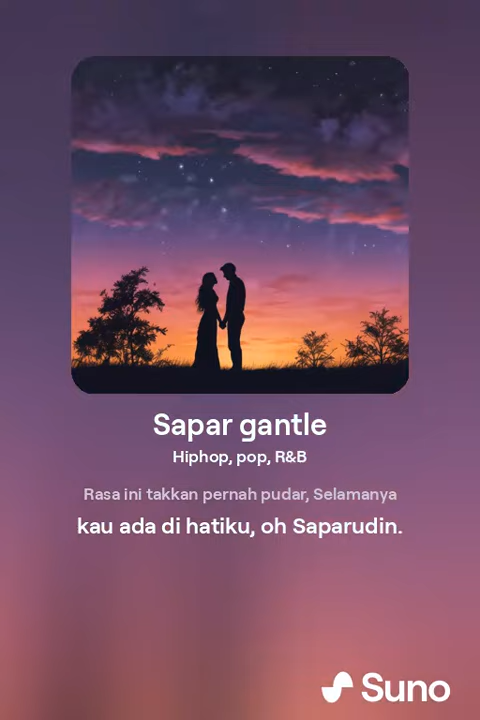 Sapar gantle
Hiphop, pop, R&B
Rasa ini takkan pernah pudar, Selamanya
kau ada di hatiku, oh Saparudin.
Suno